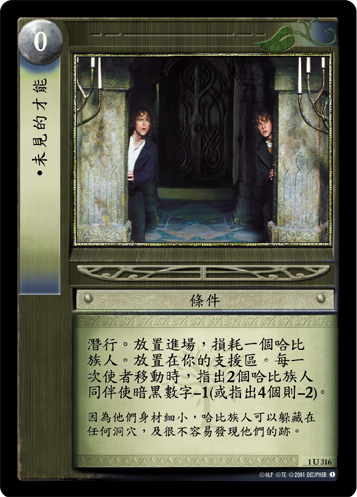 0
•未見的才能
條件
潛行。放置進場，損耗一個哈比
族人。放置在你的支援區。每一
次使者移動時，指出2個哈比族人
同伴使暗黑數字-1(或指出4個則-2)。
因為他們身材細小，哈比族人可以躲藏在
任何洞穴，及很不容易發現他們的跡。
1 U 316
©NLP ©TE ©2001 DECIPHER